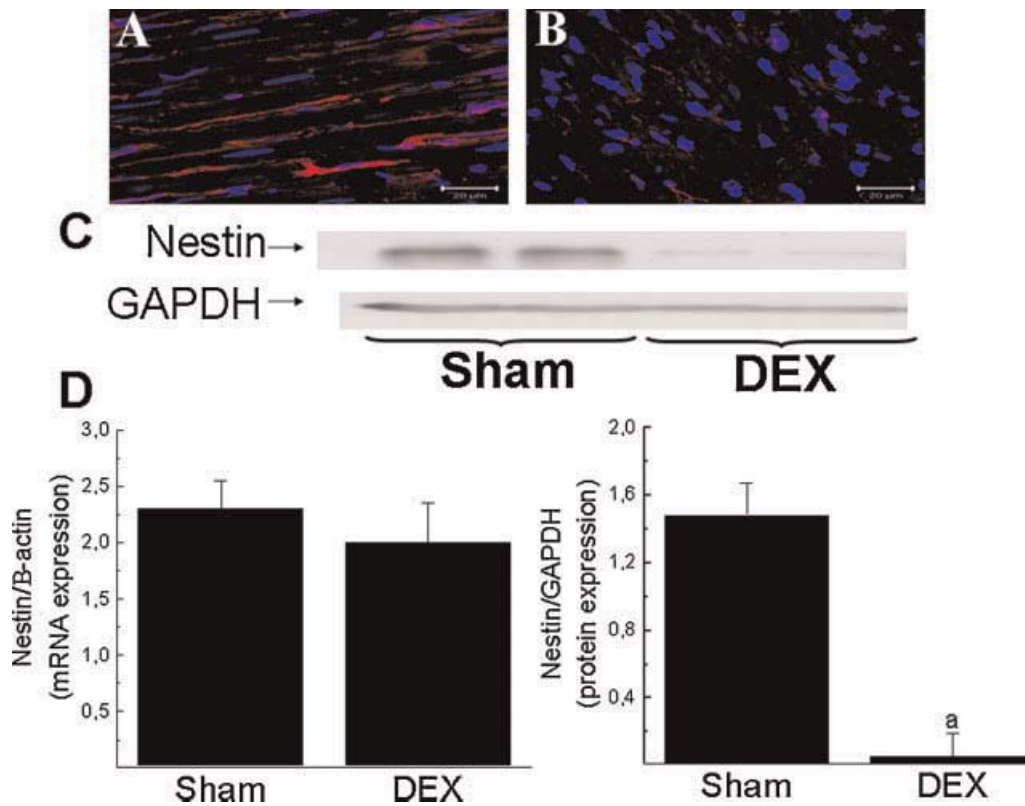 A B
20 µm 20 µm
C
Nestin
GAPDH
Sham DEX
D
3,0
2,5
2,0
1,5
1,0
0,5
Nestin/B-actin
(mRNA expression)
Sham DEX
2,0
1,6
1,2
0,8
0,4
Nestin/GAPDH
(protein expression)
a
Sham DEX